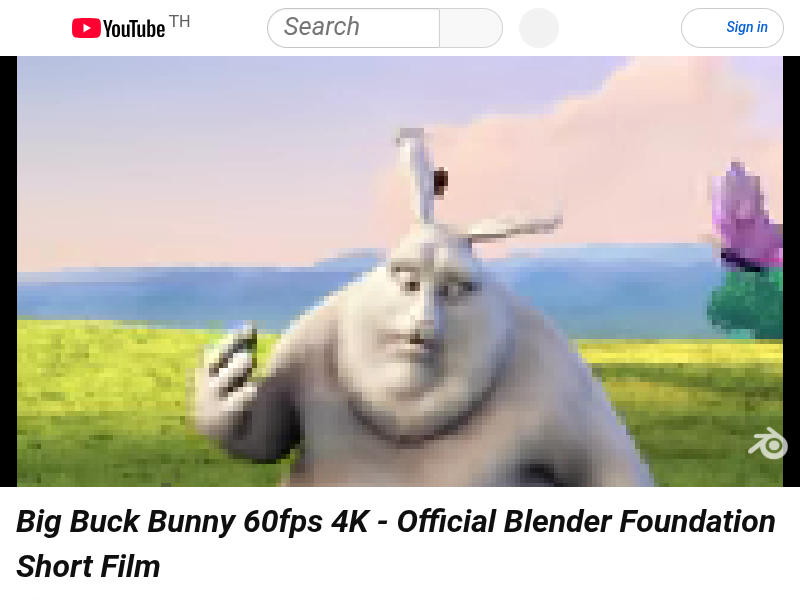 YouTube TH
Search
Sign in
Big Buck Bunny 60fps 4K - Official Blender Foundation
Short Film